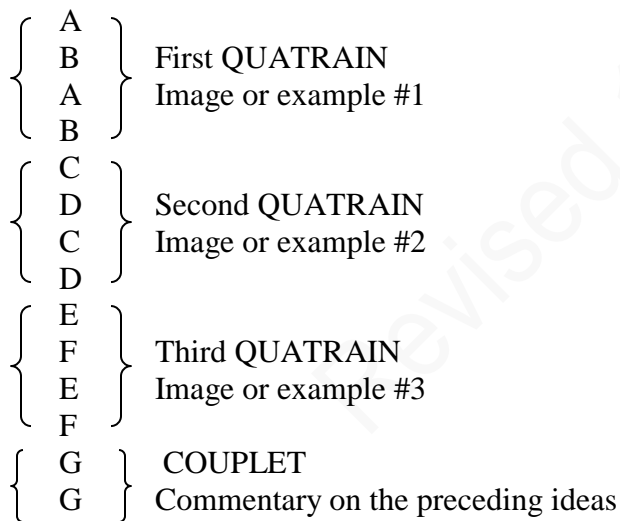 A
B First QUATRAIN
A Image or example #1
B
C
D Second QUATRAIN
C Image or example #2
D
E
F Third QUATRAIN
E Image or example #3
F
G COUPLET
G Commentary on the preceding ideas
Revised